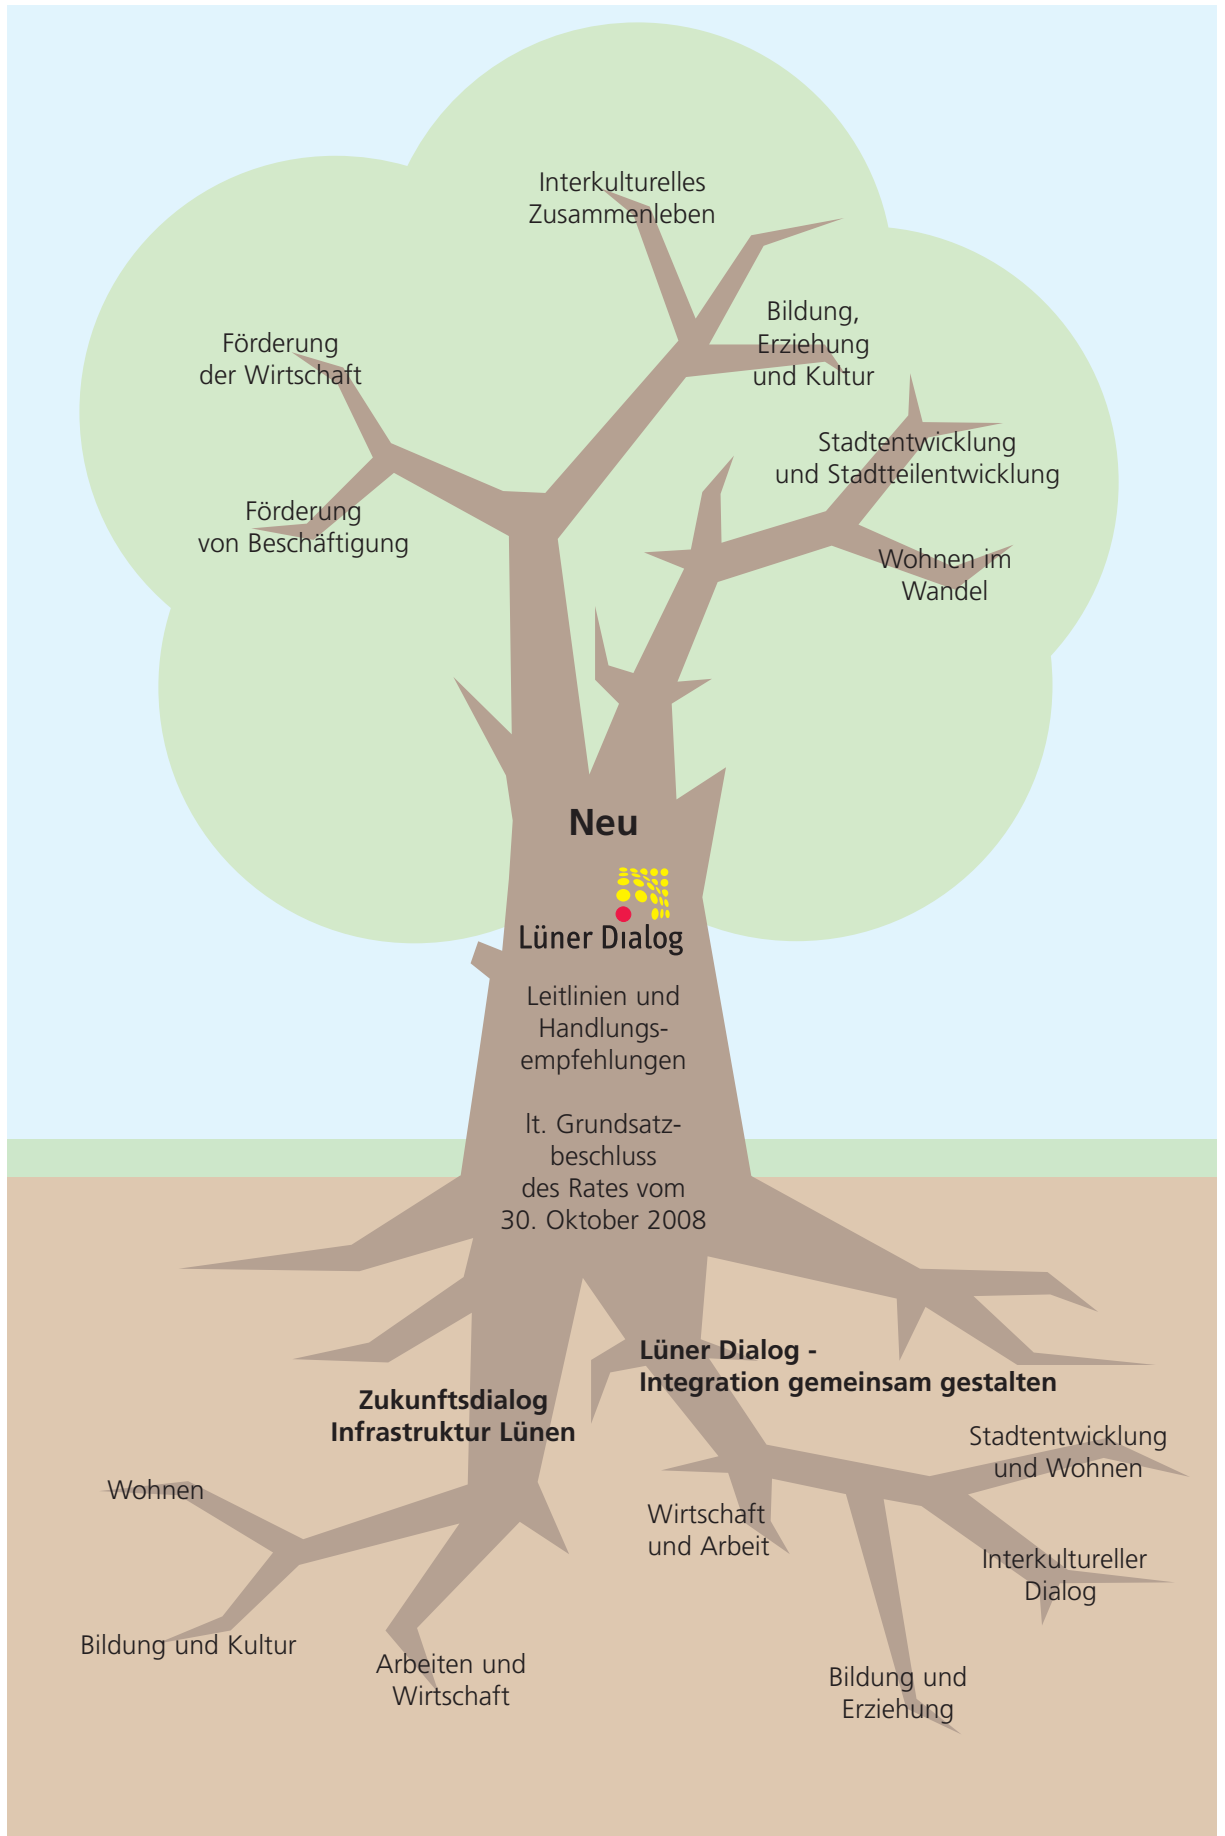 Interkulturelles
Zusammenleben
Bildung,
Erziehung
und Kultur
Förderung
der Wirtschaft
Stadtentwicklung
und Stadtteilentwicklung
Förderung
von Beschäftigung
Wohnen im
Wandel
Neu
Lüner Dialog
Leitlinien und
Handlungs-
empfehlungen
lt. Grundsatz-
beschluss
des Rates vom
30. Oktober 2008
Lüner Dialog -
Integration gemeinsam gestalten
Zukunftsdialog
Infrastruktur Lünen
Stadtentwicklung
und Wohnen
Wohnen
Wirtschaft
und Arbeit
Interkultureller
Dialog
Bildung und Kultur
Arbeiten und
Wirtschaft
Bildung und
Erziehung